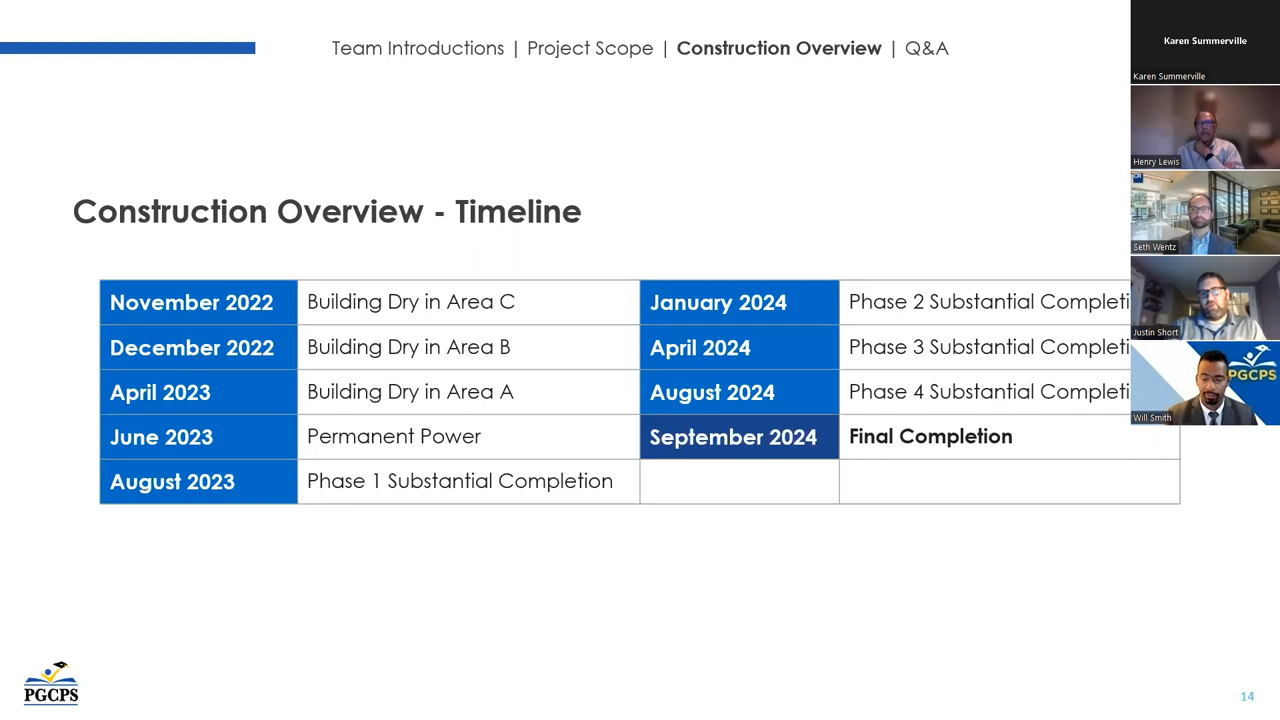 Team Introductions | Project Scope | Construction Overview | Q&A
Construction Overview - Timeline
November 2022 Building Dry in Area C January 2024 Phase 2 Substantial Completi
December 2022 Building Dry in Area B April 2024 Phase 3 Substantial Completi
April 2023 Building Dry in Area A August 2024 Phase 4 Substantial Completi
June 2023 Permanent Power September 2024 Final Completion
August 2023 Phase 1 Substantial Completion
PGCPS
14
Karen Summerville
Karen Summerville
Henry Lewis
Seth Wentz
Justin Short
PGCPS
Will Smith